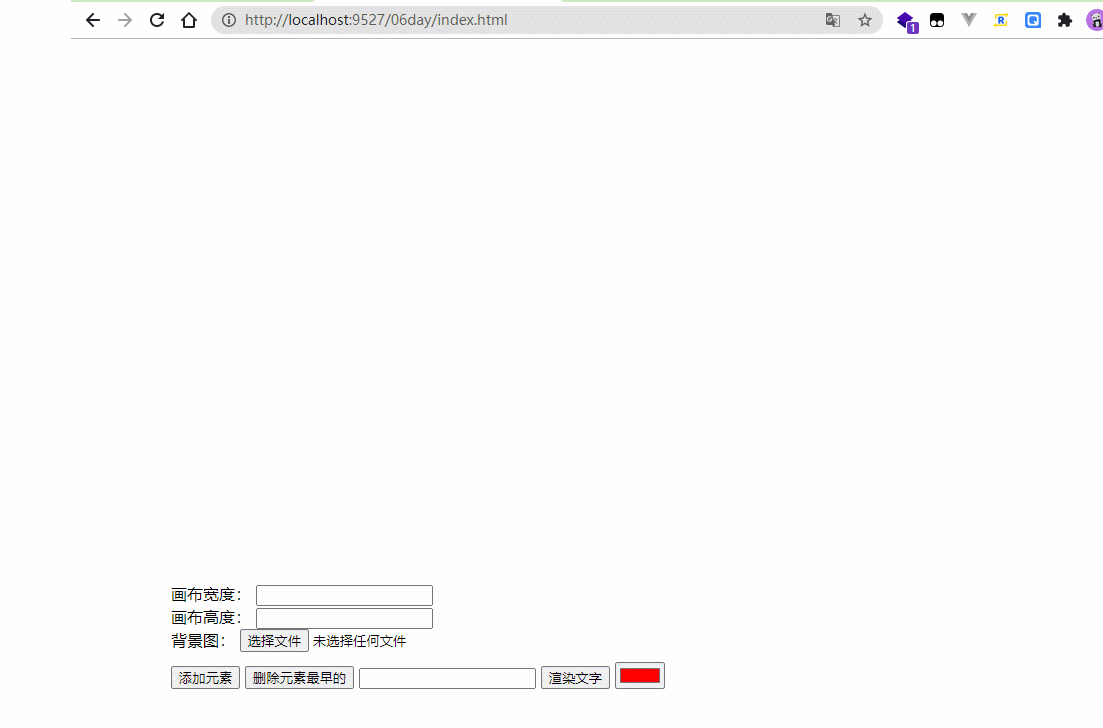 http://localhost:9527/06day/index.html
1
R
画布宽度：
画布高度：
背景图： 选择文件 未选择任何文件
添加元素 删除元素最早的 渲染文字